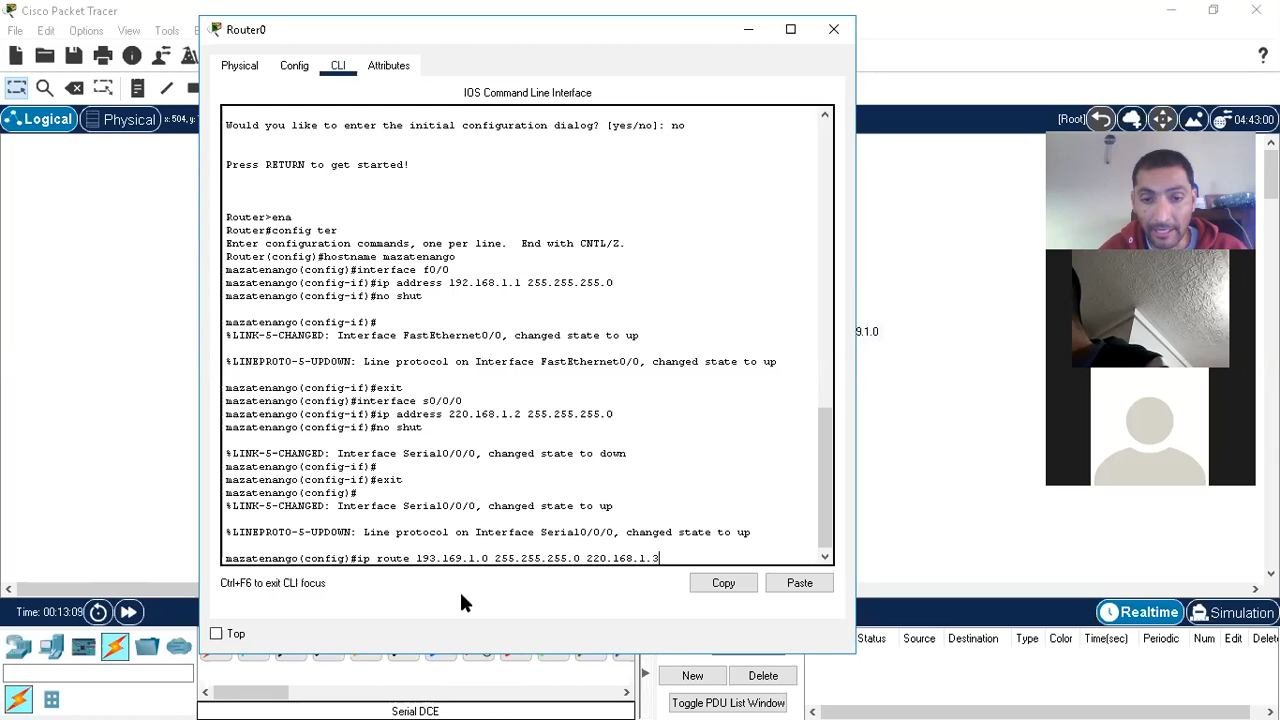 Cisco Packet Tracer
File Edit Options View Tools
Router0
Physical Config CLI Attributes
IOS Command Line Interface
Logical Physical x: 504,
[Root] 04:43:00
Would you like to enter the initial configuration dialog? [yes/no]: no
Press RETURN to get started!
Router>ena
Router#config ter
Enter configuration commands, one per line. End with CNTL/Z.
Router(config)#hostname mazatenango
mazatenango(config)#interface f0/0
mazatenango(config-if)#ip address 192.168.1.1 255.255.255.0
mazatenango(config-if)#no shut
mazatenango(config-if)#
%LINK-5-CHANGED: Interface FastEthernet0/0, changed state to up
%LINEPROTO-5-UPDOWN: Line protocol on Interface FastEthernet0/0, changed state to up
mazatenango(config-if)#exit
mazatenango(config)#interface s0/0/0
mazatenango(config-if)#ip address 220.168.1.2 255.255.255.0
mazatenango(config-if)#no shut
%LINK-5-CHANGED: Interface Serial0/0/0, changed state to down
mazatenango(config-if)#
mazatenango(config-if)#exit
mazatenango(config)#
%LINK-5-CHANGED: Interface Serial0/0/0, changed state to up
%LINEPROTO-5-UPDOWN: Line protocol on Interface Serial0/0/0, changed state to up
mazatenango(config)#ip route 193.169.1.0 255.255.255.0 220.168.1.3
9.1.0
Ctrl+F6 to exit CLI focus
Copy Paste
Top
Time: 00:13:09
Realtime Simulation
Status Source Destination Type Color Time(sec) Periodic Num Edit Delete
New Delete
Toggle PDU List Window
Serial DCE